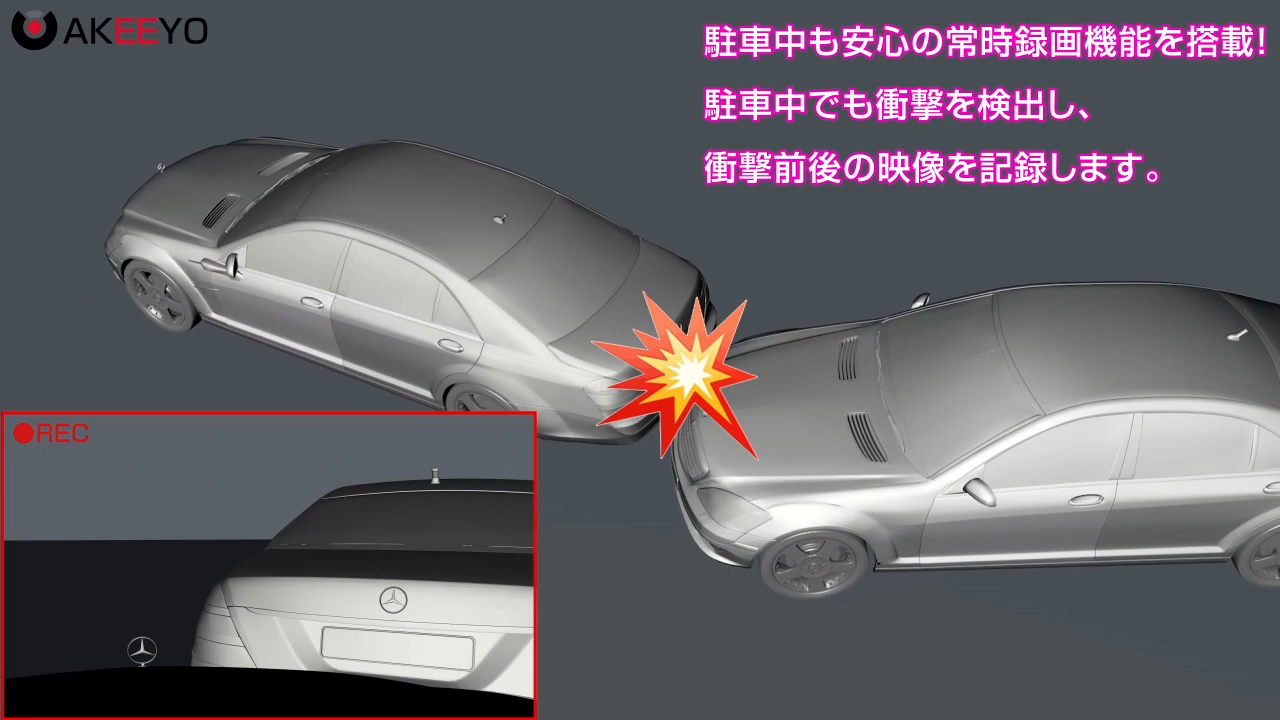 AKEEYO
駐車中も安心の常時録画機能を搭載!
駐車中でも衝撃を検出し、
衝撃前後の映像を記録します。
●REC